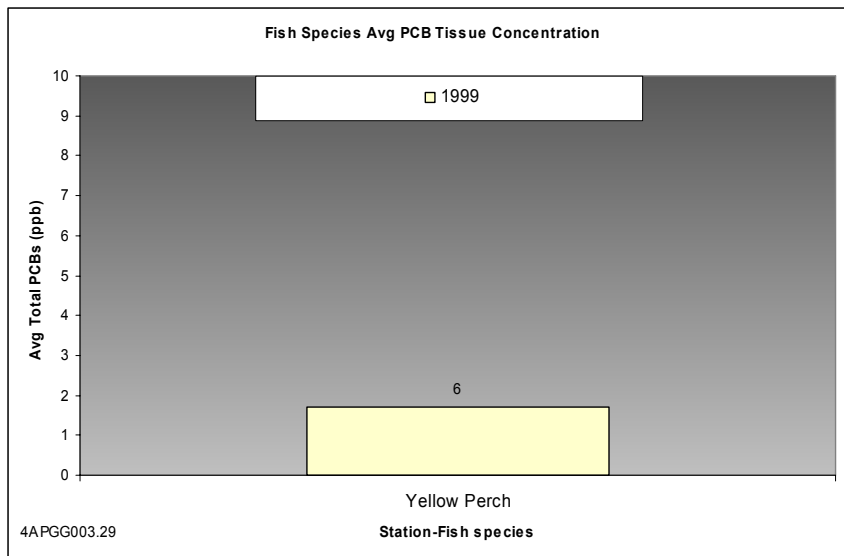 Fish Species Avg PCB Tissue Concentration
1999
Avg Total PCBs (ppb)
10
9
8
7
6
5
4
3
2
1
0
6
Yellow Perch
4APGG003.29
Station-Fish species